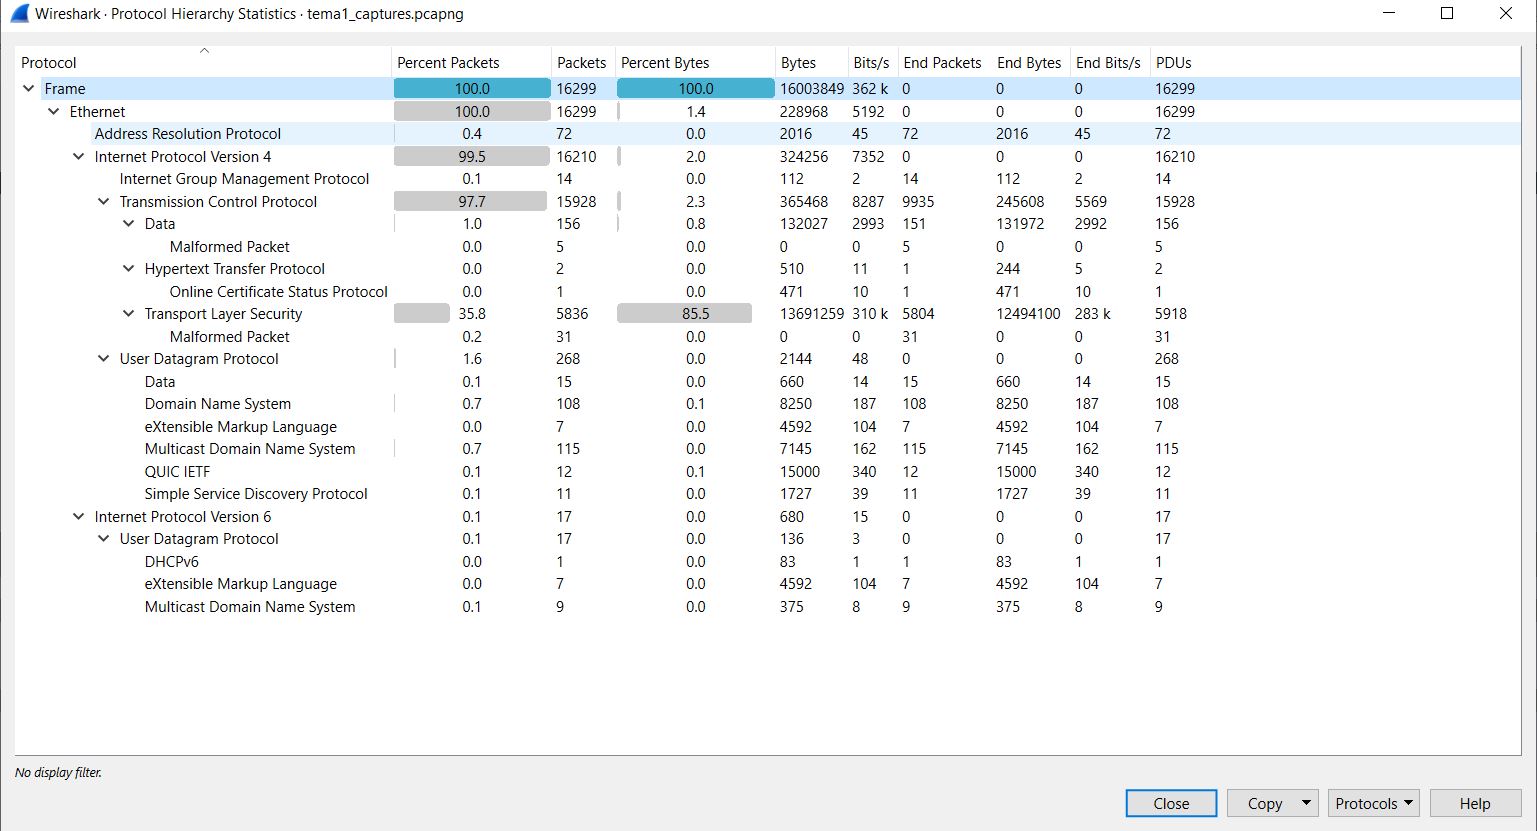 Wireshark · Protocol Hierarchy Statistics · tema1_captures.pcapng
Protocol Percent Packets Packets Percent Bytes Bytes Bits/s End Packets End Bytes End Bits/s PDUs
Frame 100.0 16299 100.0 16003849 362 k 0 0 0 16299
Ethernet 100.0 16299 1.4 228968 5192 0 0 0 16299
Address Resolution Protocol 0.4 72 0.0 2016 45 72 2016 45 72
Internet Protocol Version 4 99.5 16210 2.0 324256 7352 0 0 0 16210
Internet Group Management Protocol 0.1 14 0.0 112 2 14 112 2 14
Transmission Control Protocol 97.7 15928 2.3 365468 8287 9935 245608 5569 15928
Data 1.0 156 0.8 132027 2993 151 131972 2992 156
Malformed Packet 0.0 5 0.0 0 0 5 0 0 5
Hypertext Transfer Protocol 0.0 2 0.0 510 11 1 244 5 2
Online Certificate Status Protocol 0.0 1 0.0 471 10 1 471 10 1
Transport Layer Security 35.8 5836 85.5 13691259 310 k 5804 12494100 283 k 5918
Malformed Packet 0.2 31 0.0 0 0 31 0 0 31
User Datagram Protocol 1.6 268 0.0 2144 48 0 0 0 268
Data 0.1 15 0.0 660 14 15 660 14 15
Domain Name System 0.7 108 0.1 8250 187 108 8250 187 108
eXtensible Markup Language 0.0 7 0.0 4592 104 7 4592 104 7
Multicast Domain Name System 0.7 115 0.0 7145 162 115 7145 162 115
QUIC IETF 0.1 12 0.1 15000 340 12 15000 340 12
Simple Service Discovery Protocol 0.1 11 0.0 1727 39 11 1727 39 11
Internet Protocol Version 6 0.1 17 0.0 680 15 0 0 0 17
User Datagram Protocol 0.1 17 0.0 136 3 0 0 0 17
DHCPv6 0.0 1 0.0 83 1 1 83 1 1
eXtensible Markup Language 0.0 7 0.0 4592 104 7 4592 104 7
Multicast Domain Name System 0.1 9 0.0 375 8 9 375 8 9
No display filter.
Close Copy Protocols Help